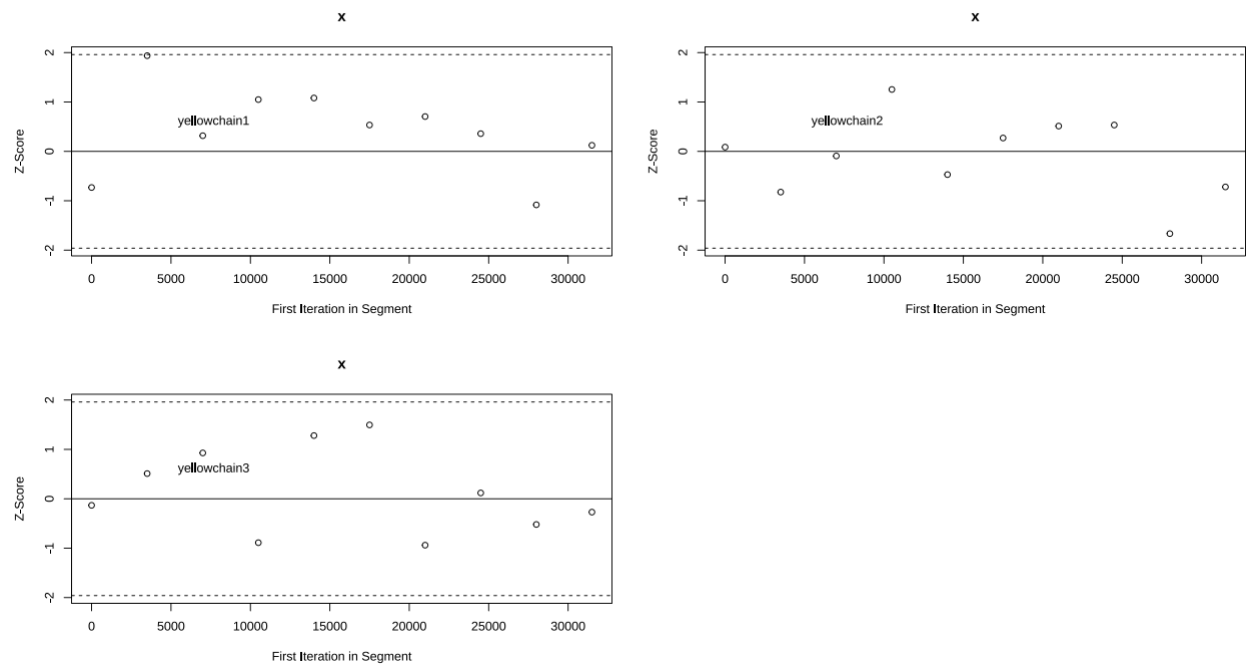 x
2
1
0
-1
-2
Z-Score
yellowchain1
0 5000 10000 15000 20000 25000 30000
First Iteration in Segment
x
2
1
0
-1
-2
Z-Score
yellowchain2
0 5000 10000 15000 20000 25000 30000
First Iteration in Segment
x
2
1
0
-1
-2
Z-Score
yellowchain3
0 5000 10000 15000 20000 25000 30000
First Iteration in Segment